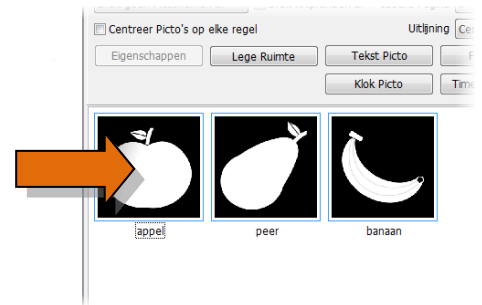 Centreer Picto's op elke regel Uitlijning
Eigenschappen Lege Ruimte Tekst Picto
Klok Picto
appel peer banaan